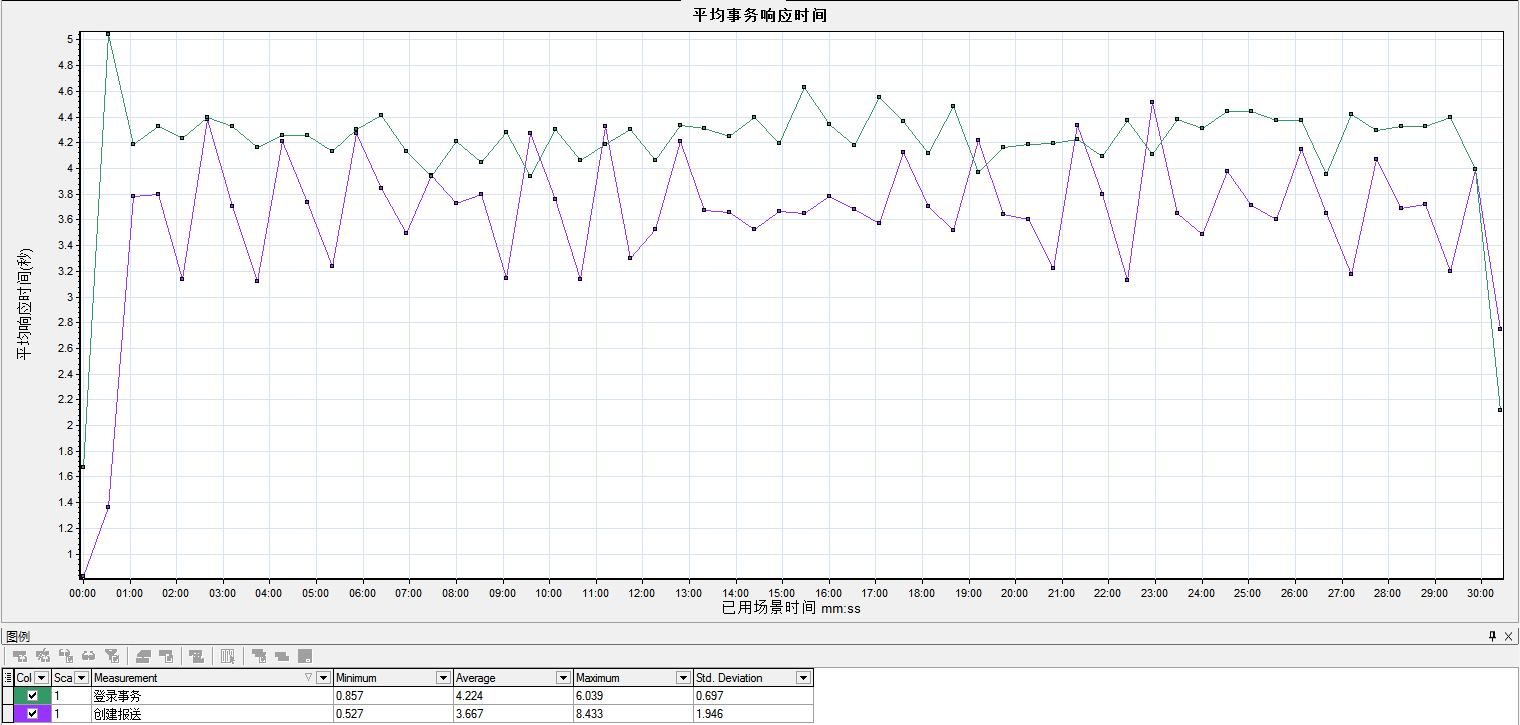 平均事务响应时间
平均响应时间(秒)
5
4.8
4.6
4.4
4.2
4
3.8
3.6
3.4
3.2
3
2.8
2.6
2.4
2.2
2
1.8
1.6
1.4
1.2
1
00:00 01:00 02:00 03:00 04:00 05:00 06:00 07:00 08:00 09:00 10:00 11:00 12:00 13:00 14:00 15:00 16:00 17:00 18:00 19:00 20:00 21:00 22:00 23:00 24:00 25:00 26:00 27:00 28:00 29:00 30:00
已用场景时间 mm:ss
图例
Col Sca Measurement Minimum Average Maximum Std. Deviation
1 登录事务 0.857 4.224 6.039 0.697
1 创建报送 0.527 3.667 8.433 1.946